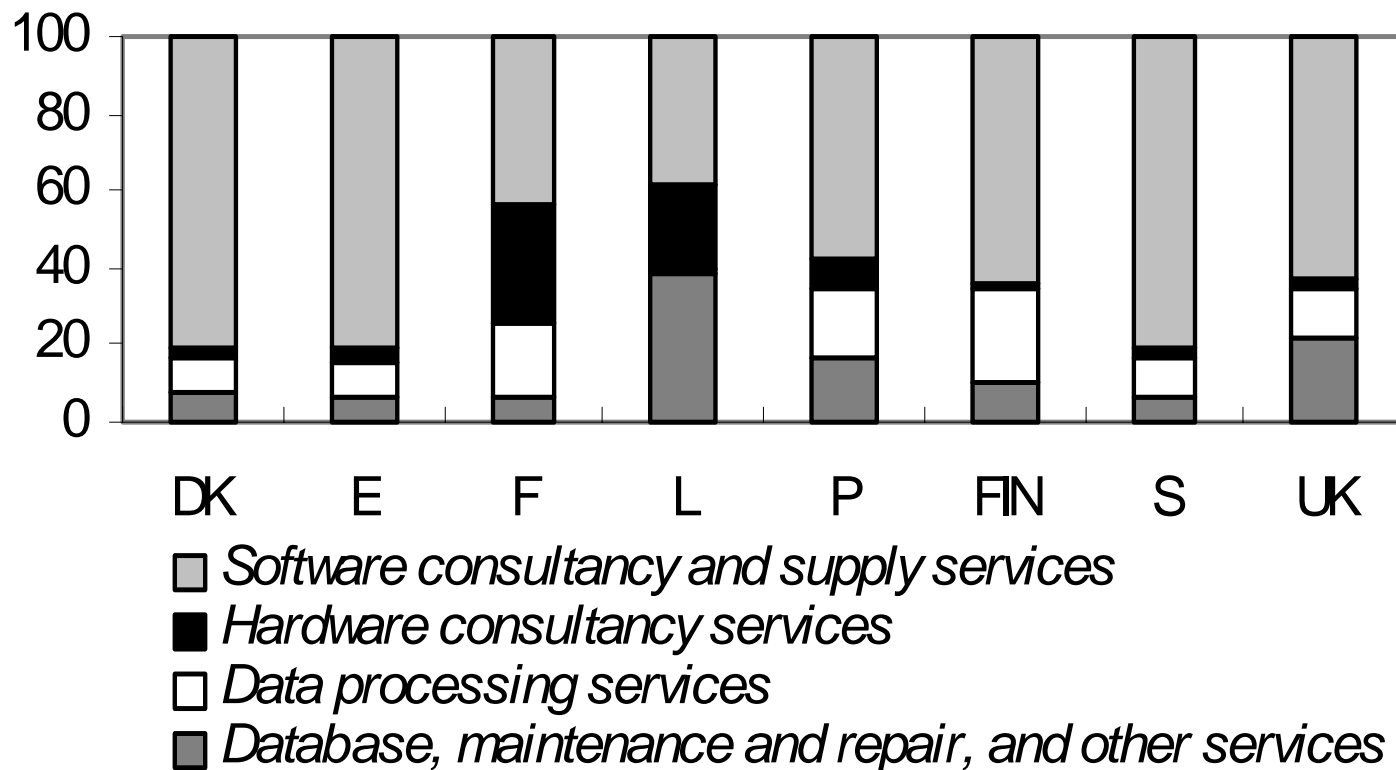 100
80
60
40
20
0
DK E F L P FIN S UK
Software consultancy and supply services
Hardware consultancy services
Data processing services
Database, maintenance and repair, and other services